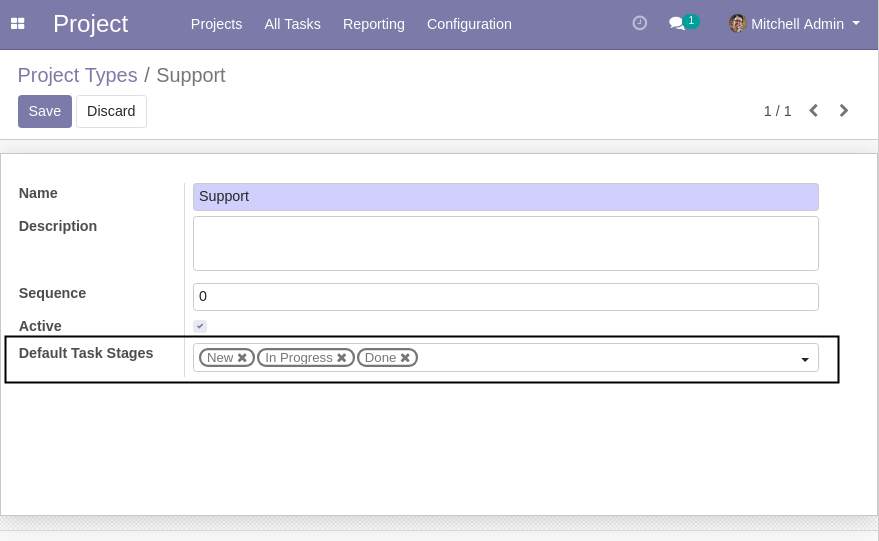 Project Projects All Tasks Reporting Configuration 1 Mitchell Admin
Project Types / Support
Save Discard 1 / 1
Name Support
Description
Sequence 0
Active
Default Task Stages New In Progress Done